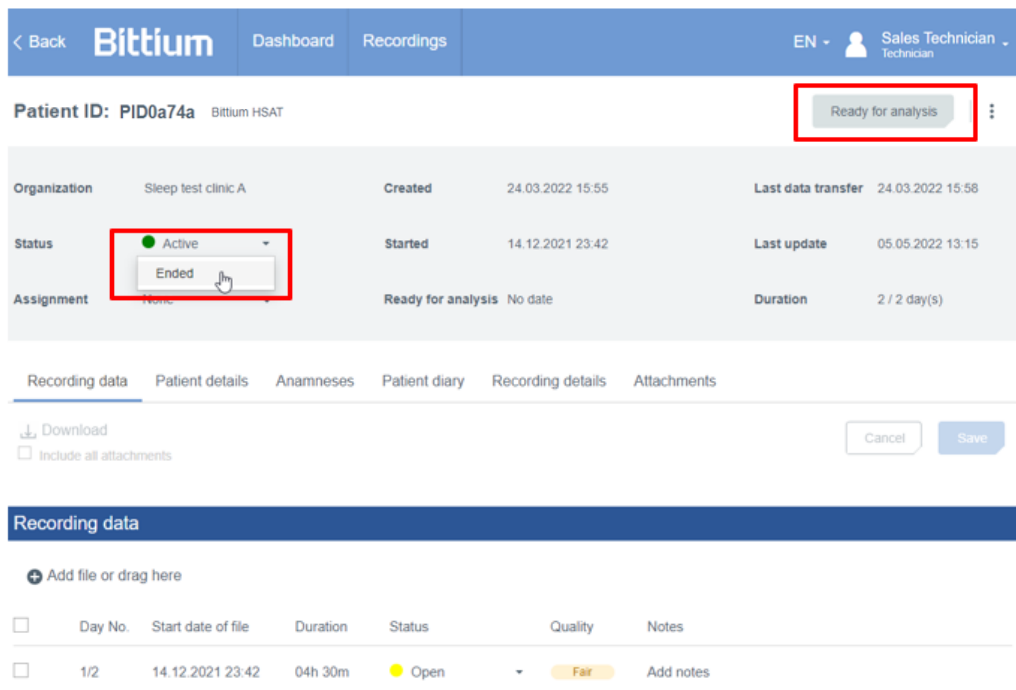 < Back Bittium Dashboard Recordings EN Sales Technician
Technician
Patient ID: PID0a74a Bittium HSAT Ready for analysis
Organization Sleep test clinic A Created 24.03.2022 15:55 Last data transfer 24.03.2022 15:58
Status Active Started 14.12.2021 23:42 Last update 05.05.2022 13:15
Ended
Assignment None Ready for analysis No date Duration 2 / 2 day(s)
Recording data Patient details Anamneses Patient diary Recording details Attachments
Download
Include all attachments
Cancel Save
Recording data
Add file or drag here
Day No. Start date of file Duration Status Quality Notes
1/2 14.12.2021 23:42 04h 30m Open Fair Add notes